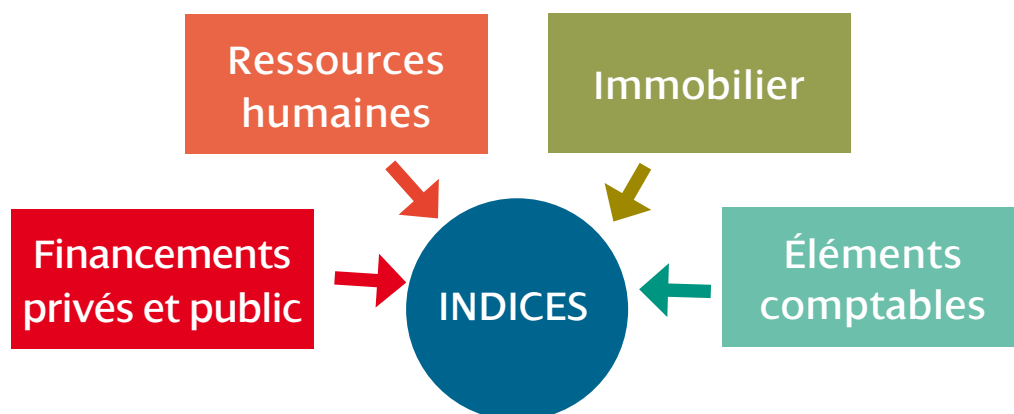 Ressources
humaines
Immobilier
Financements
privés et public
INDICES
Éléments
comptables